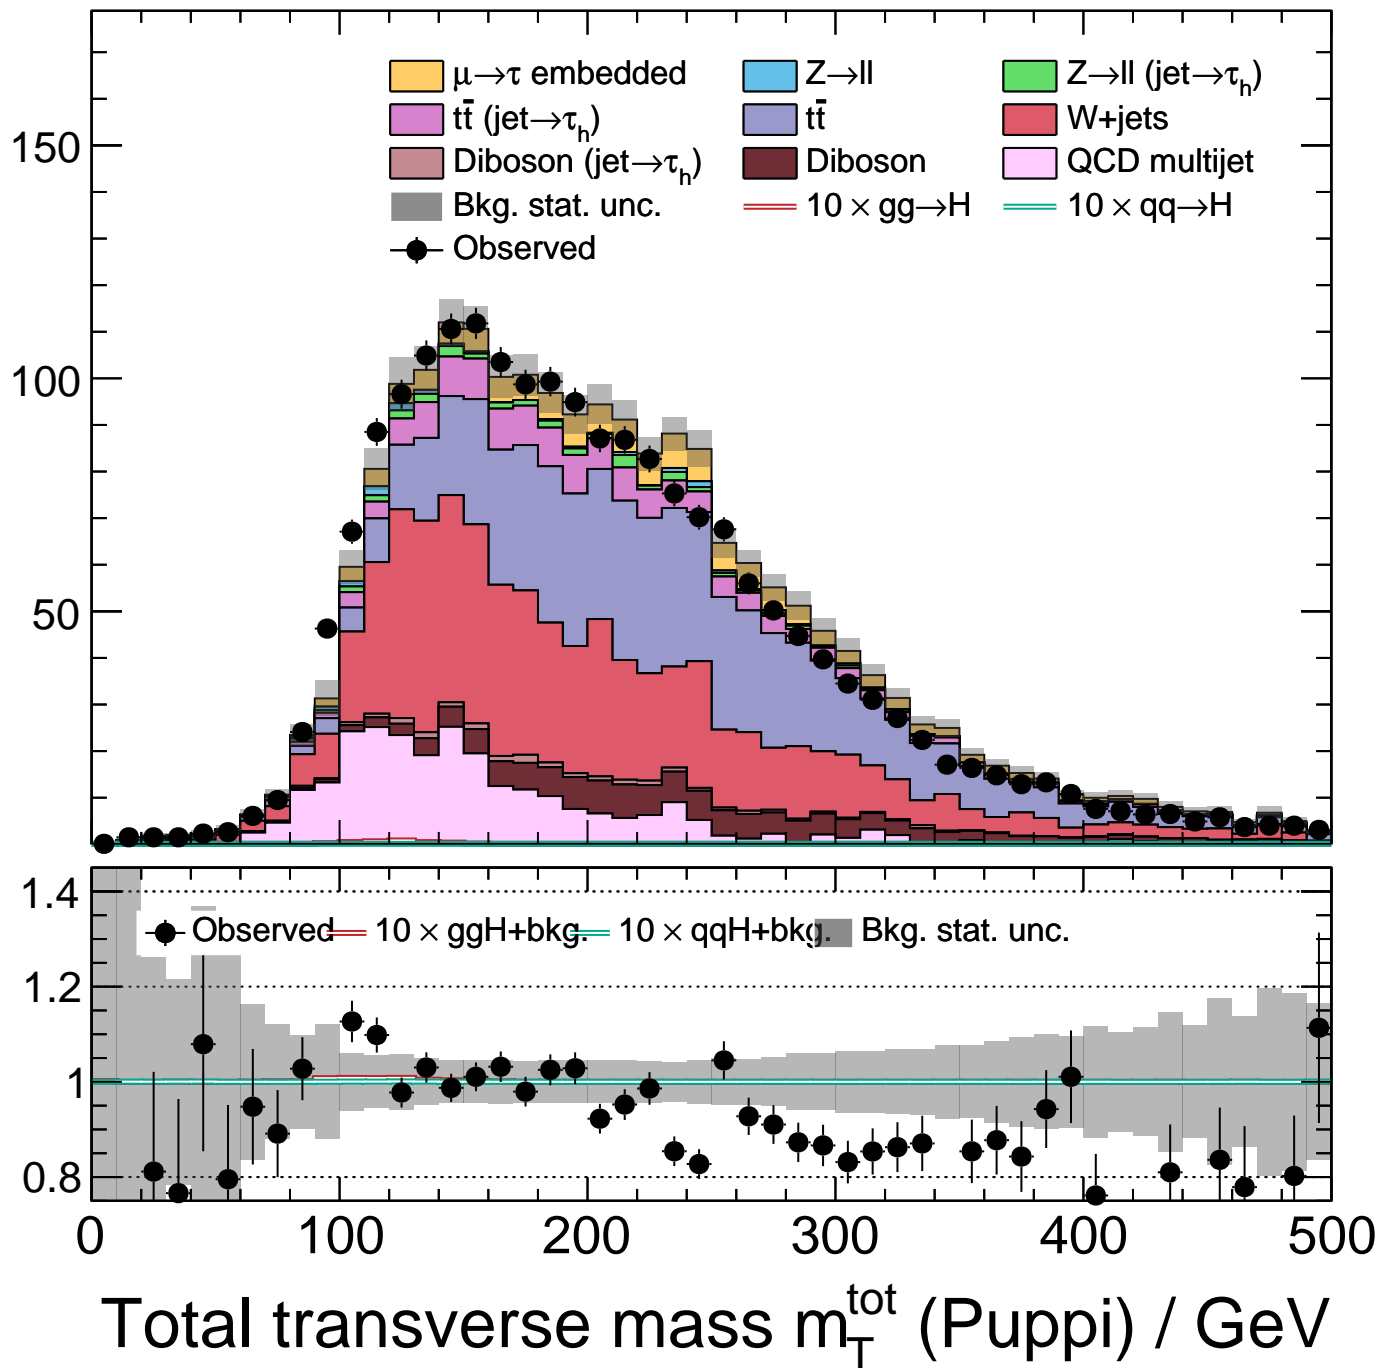 μ→τ embedded Z→ll Z→ll (jet→τh)
tt̄ (jet→τh) tt̄ W+jets
Diboson (jet→τh) Diboson QCD multijet
Bkg. stat. unc. 10 × gg→H 10 × qq→H
Observed
150
100
50
1.4
Observed 10 × ggH+bkg. 10 × qqH+bkg. Bkg. stat. unc.
1.2
1
0.8
0 100 200 300 400 500
Total transverse mass m_T^tot (Puppi) / GeV